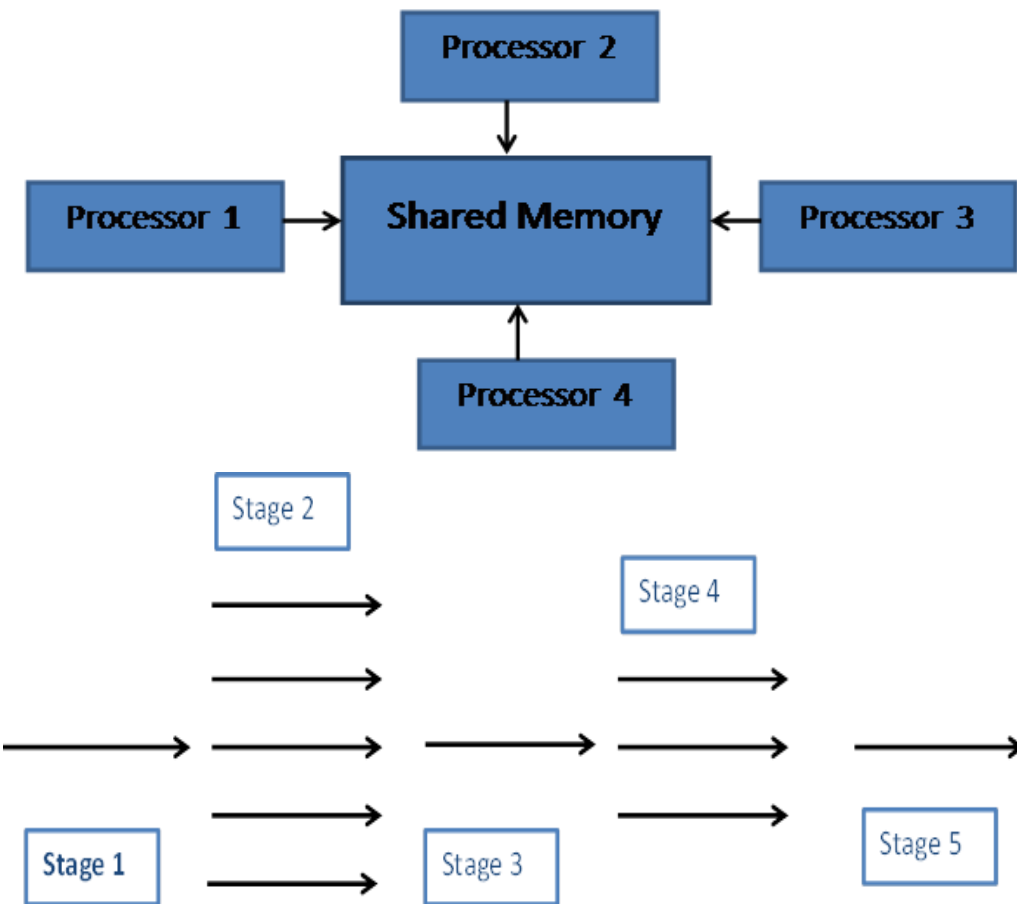 Processor 2
Processor 1
Shared Memory
Processor 3
Processor 4
Stage 2
Stage 4
Stage 1
Stage 3
Stage 5